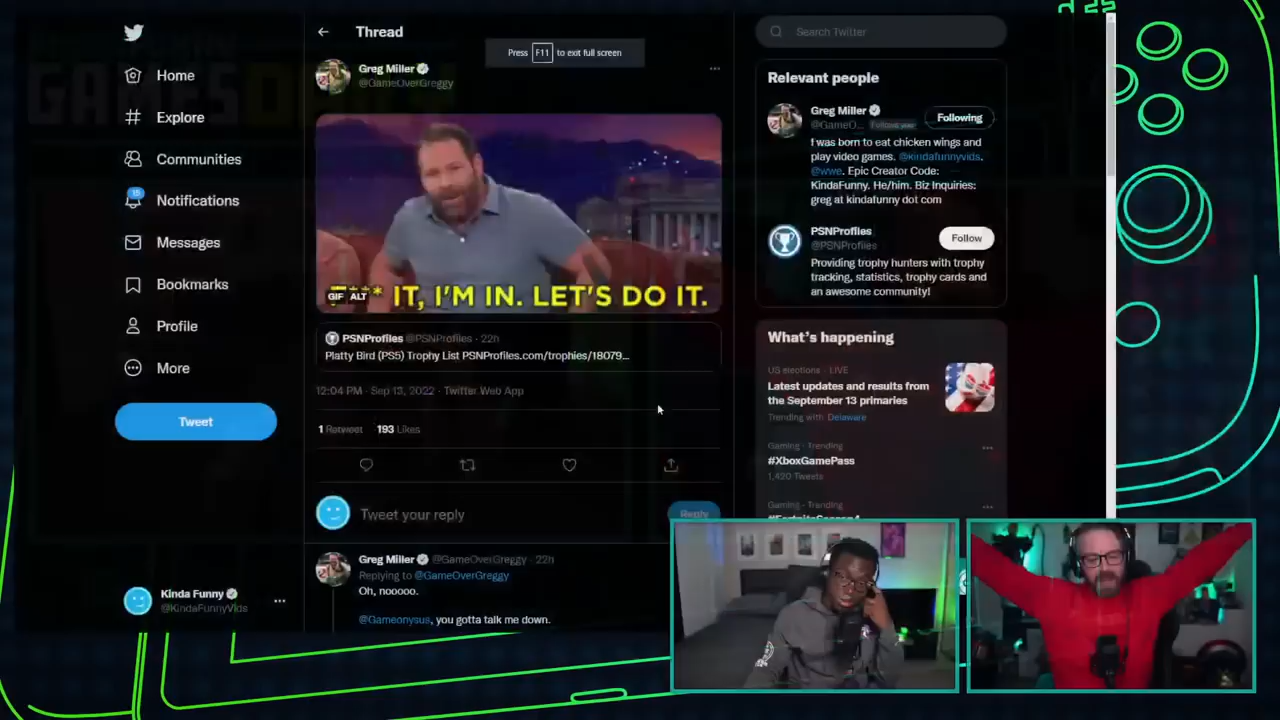 Home
Explore
Communities
15
Notifications
Messages
Bookmarks
Profile
More
Tweet
Kinda Funny
@KindaFunnyVids
Thread
Press F11 to exit full screen
Greg Miller
@GameOverGreggy
GIF ALT
IT, I'M IN. LET'S DO IT.
PSNProfiles @PSNProfiles · 22h
Platty Bird (PS5) Trophy List PSNProfiles.com/trophies/18079...
12:04 PM · Sep 13, 2022 · Twitter Web App
1 Retweet 193 Likes
Tweet your reply
Reply
Greg Miller @GameOverGreggy · 22h
Replying to @GameOverGreggy
Oh, nooooo.
@Gameonysus, you gotta talk me down.
Search Twitter
Relevant people
Greg Miller
@GameO... Follows you
Following
I was born to eat chicken wings and
play video games. @kindafunnyvids.
@wwe. Epic Creator Code:
KindaFunny. He/him. Biz Inquiries:
greg at kindafunny dot com
PSNProfiles
@PSNProfiles
Follow
Providing trophy hunters with trophy
tracking, statistics, trophy cards and
an awesome community!
What's happening
US elections · LIVE
Latest updates and results from
the September 13 primaries
Trending with Delaware
Gaming · Trending
#XboxGamePass
1,420 Tweets
Gaming · Trending
GAMES